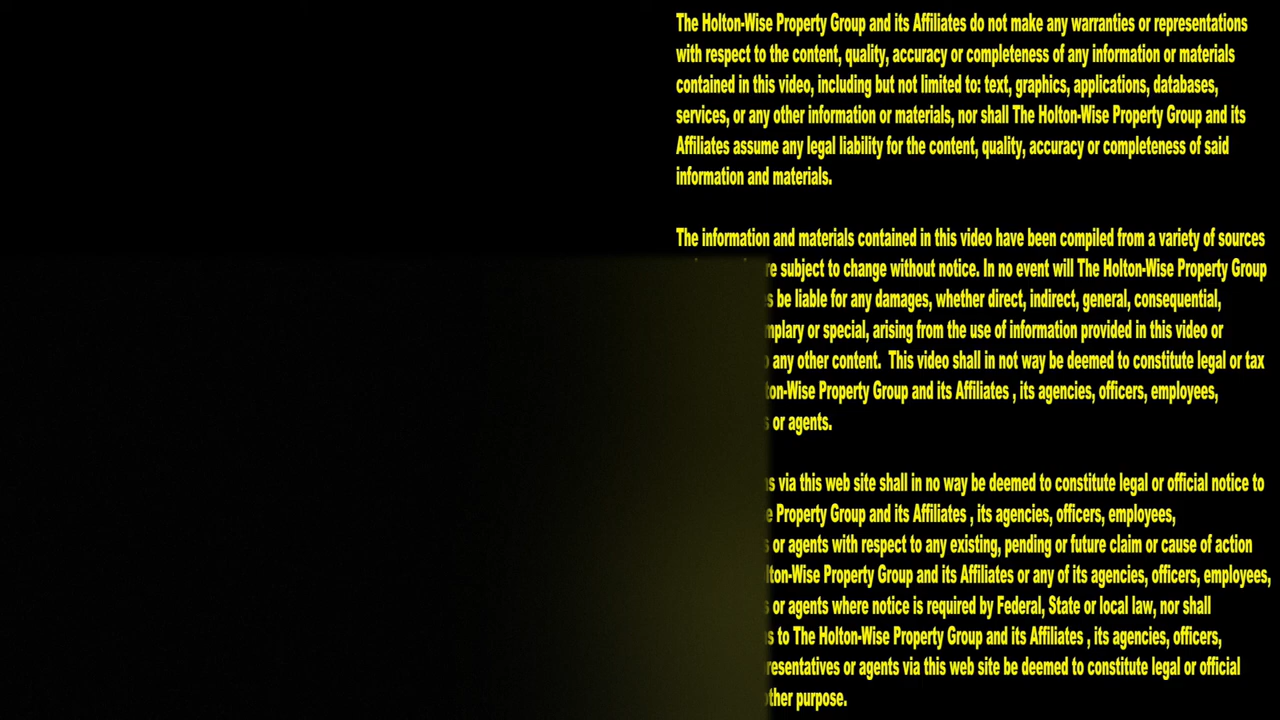 The Holton-Wise Property Group and its Affiliates do not make any warranties or representations
with respect to the content, quality, accuracy or completeness of any information or materials
contained in this video, including but not limited to: text, graphics, applications, databases,
services, or any other information or materials, nor shall The Holton-Wise Property Group and its
Affiliates assume any legal liability for the content, quality, accuracy or completeness of said
information and materials.
The information and materials contained in this video have been compiled from a variety of sources
subject to change without notice. In no event will The Holton-Wise Property Group
be liable for any damages, whether direct, indirect, general, consequential,
or special, arising from the use of information provided in this video or
any other content. This video shall in not way be deemed to constitute legal or tax
Property Group and its Affiliates , its agencies, officers, employees,
or agents.
via this web site shall in no way be deemed to constitute legal or official notice to
Property Group and its Affiliates , its agencies, officers, employees,
or agents with respect to any existing, pending or future claim or cause of action
Property Group and its Affiliates or any of its agencies, officers, employees,
or agents where notice is required by Federal, State or local law, nor shall
to The Holton-Wise Property Group and its Affiliates , its agencies, officers,
or agents via this web site be deemed to constitute legal or official
purpose.